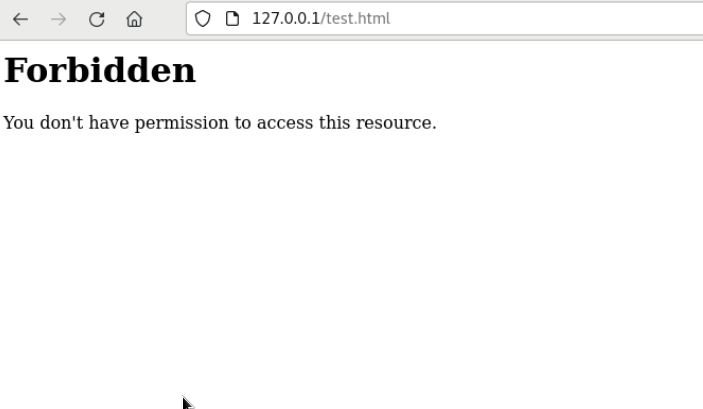 127.0.0.1/test.html
Forbidden
You don't have permission to access this resource.